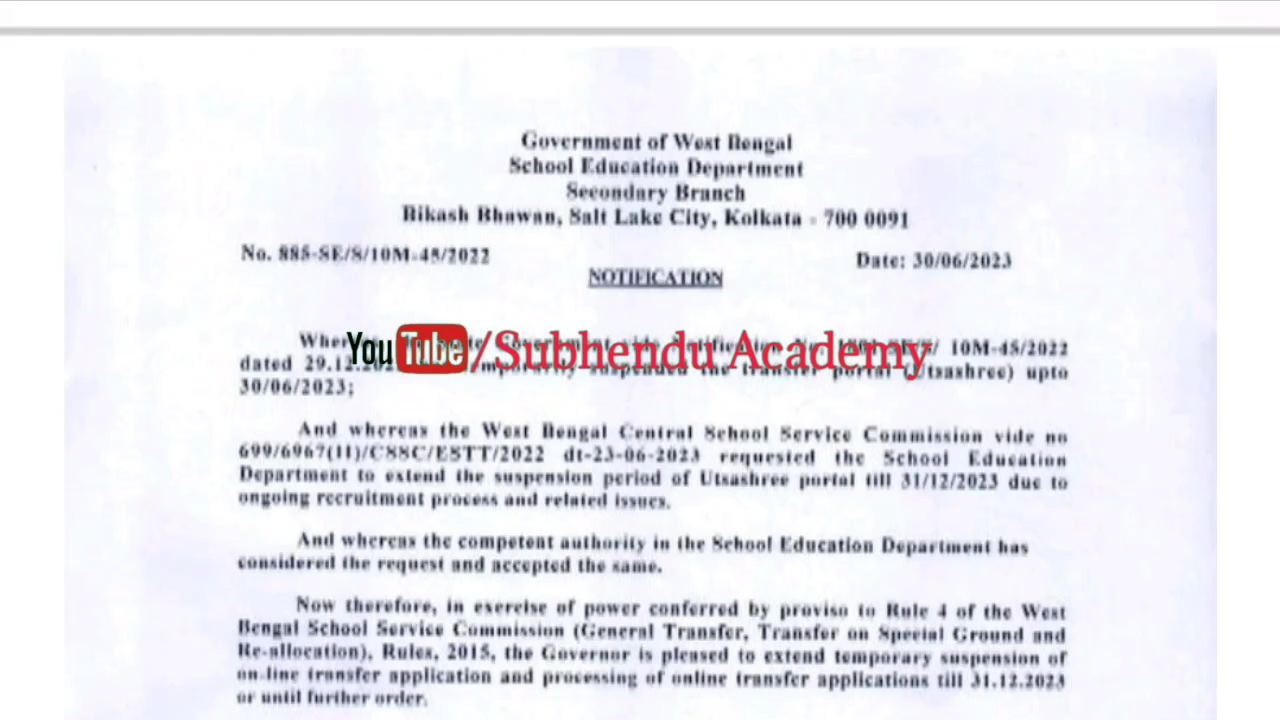 Government of West Bengal
School Education Department
Secondary Branch
Bikash Bhawan, Salt Lake City, Kolkata - 700 0091
No. 885-SE/S/10M-45/2022
Date: 30/06/2023
NOTIFICATION
Government vide Notification 10M-45/2022
YouTube/Subhendu Academy
dated suspended the transfer portal (Utsashree) upto
30/06/2023;
And whereas the West Bengal Central School Service Commission vide no
699/6967(11)/CSSC/ESTT/2022 dt-23-06-2023 requested the School Education
Department to extend the suspension period of Utsashree portal till 31/12/2023 due to
ongoing recruitment process and related issues.
And whereas the competent authority in the School Education Department has
considered the request and accepted the same.
Now therefore, in exercise of power conferred by proviso to Rule 4 of the West
Bengal School Service Commission (General Transfer, Transfer on Special Ground and
Re-allocation), Rules, 2015, the Governor is pleased to extend temporary suspension of
on-line transfer application and processing of online transfer applications till 31.12.2023
or until further order.